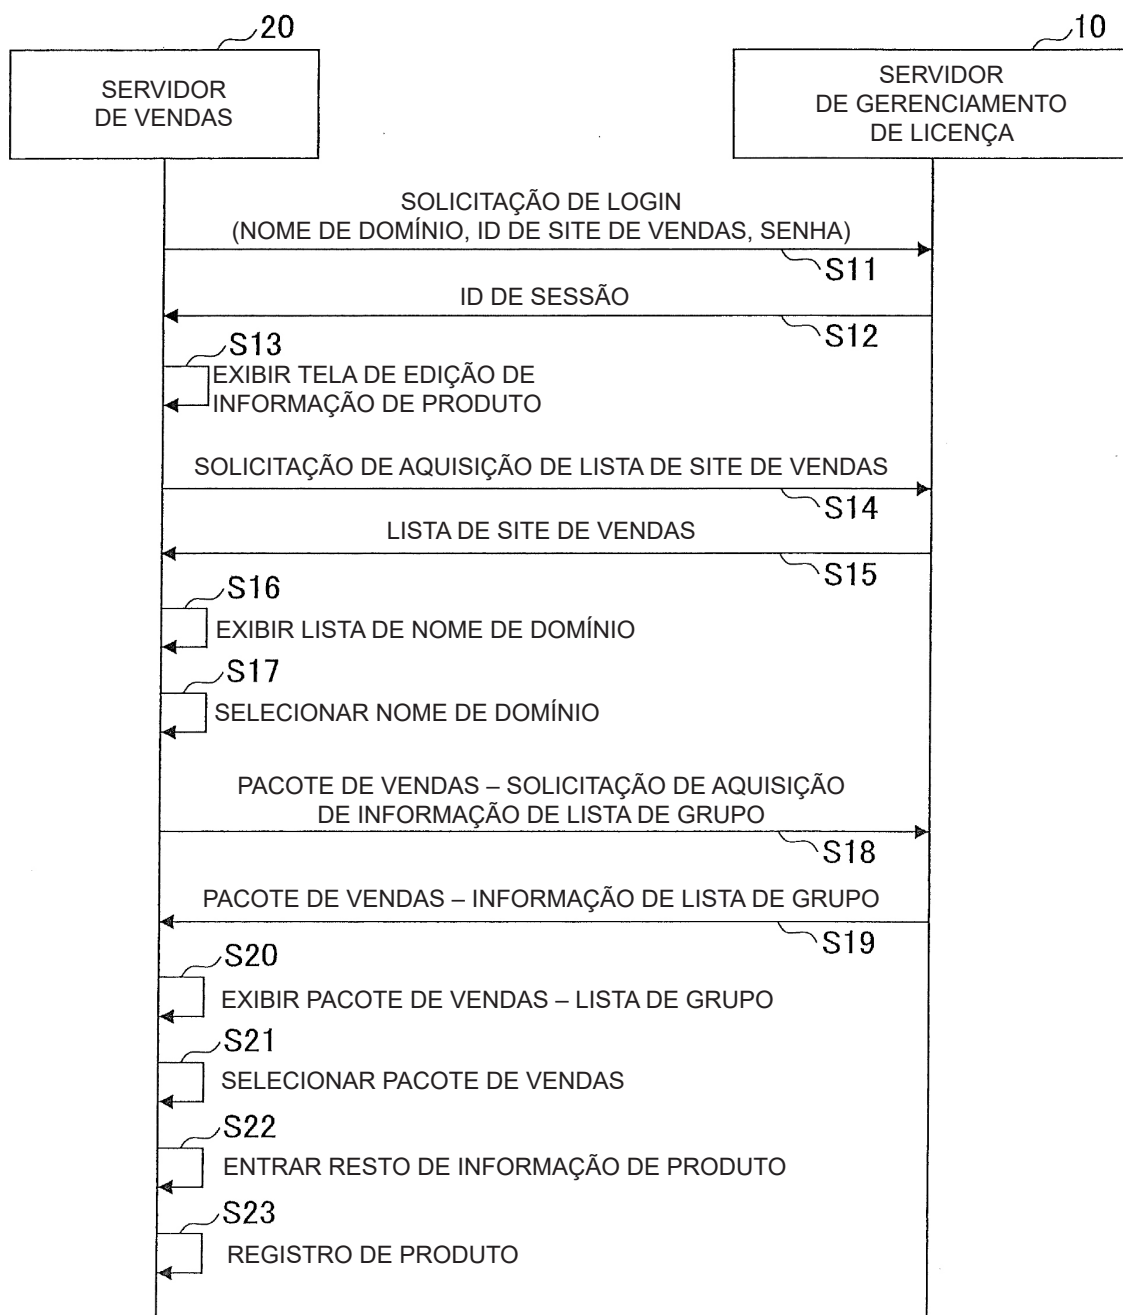 20
10
SERVIDOR
DE VENDAS
SERVIDOR
DE GERENCIAMENTO
DE LICENÇA
SOLICITAÇÃO DE LOGIN
(NOME DE DOMÍNIO, ID DE SITE DE VENDAS, SENHA)
S11
ID DE SESSÃO
S12
S13
EXIBIR TELA DE EDIÇÃO DE
INFORMAÇÃO DE PRODUTO
SOLICITAÇÃO DE AQUISIÇÃO DE LISTA DE SITE DE VENDAS
S14
LISTA DE SITE DE VENDAS
S15
S16
EXIBIR LISTA DE NOME DE DOMÍNIO
S17
SELECIONAR NOME DE DOMÍNIO
PACOTE DE VENDAS – SOLICITAÇÃO DE AQUISIÇÃO
DE INFORMAÇÃO DE LISTA DE GRUPO
S18
PACOTE DE VENDAS – INFORMAÇÃO DE LISTA DE GRUPO
S19
S20
EXIBIR PACOTE DE VENDAS – LISTA DE GRUPO
S21
SELECIONAR PACOTE DE VENDAS
S22
ENTRAR RESTO DE INFORMAÇÃO DE PRODUTO
S23
REGISTRO DE PRODUTO